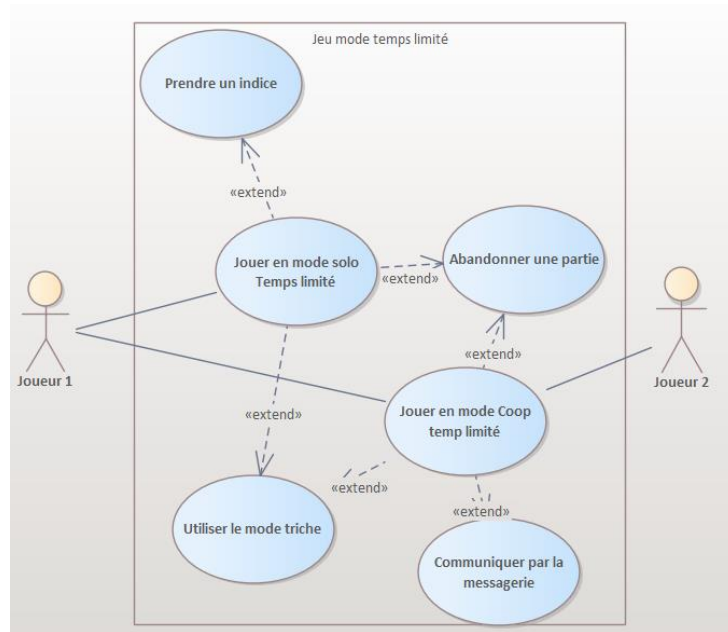 Jeu mode temps limité
Prendre un indice
«extend»
Jouer en mode solo
Temps limité
«extend»
Abandonner une partie
Joueur 1
Joueur 2
«extend»
Jouer en mode Coop
temp limité
«extend»
«extend»
«extend»
Utiliser le mode triche
Communiquer par la
messagerie